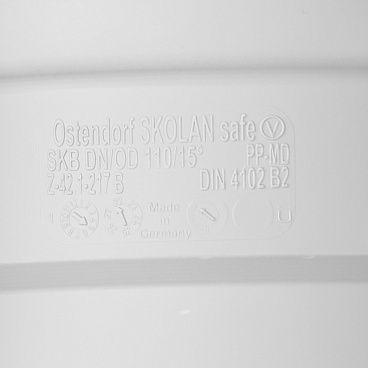 Ostendorf SKOLAN safe Ⓥ
SKB DN/OD 110/15° PP-MD
Z-42.1-217 B DIN 4102 B2
Made
in
Germany